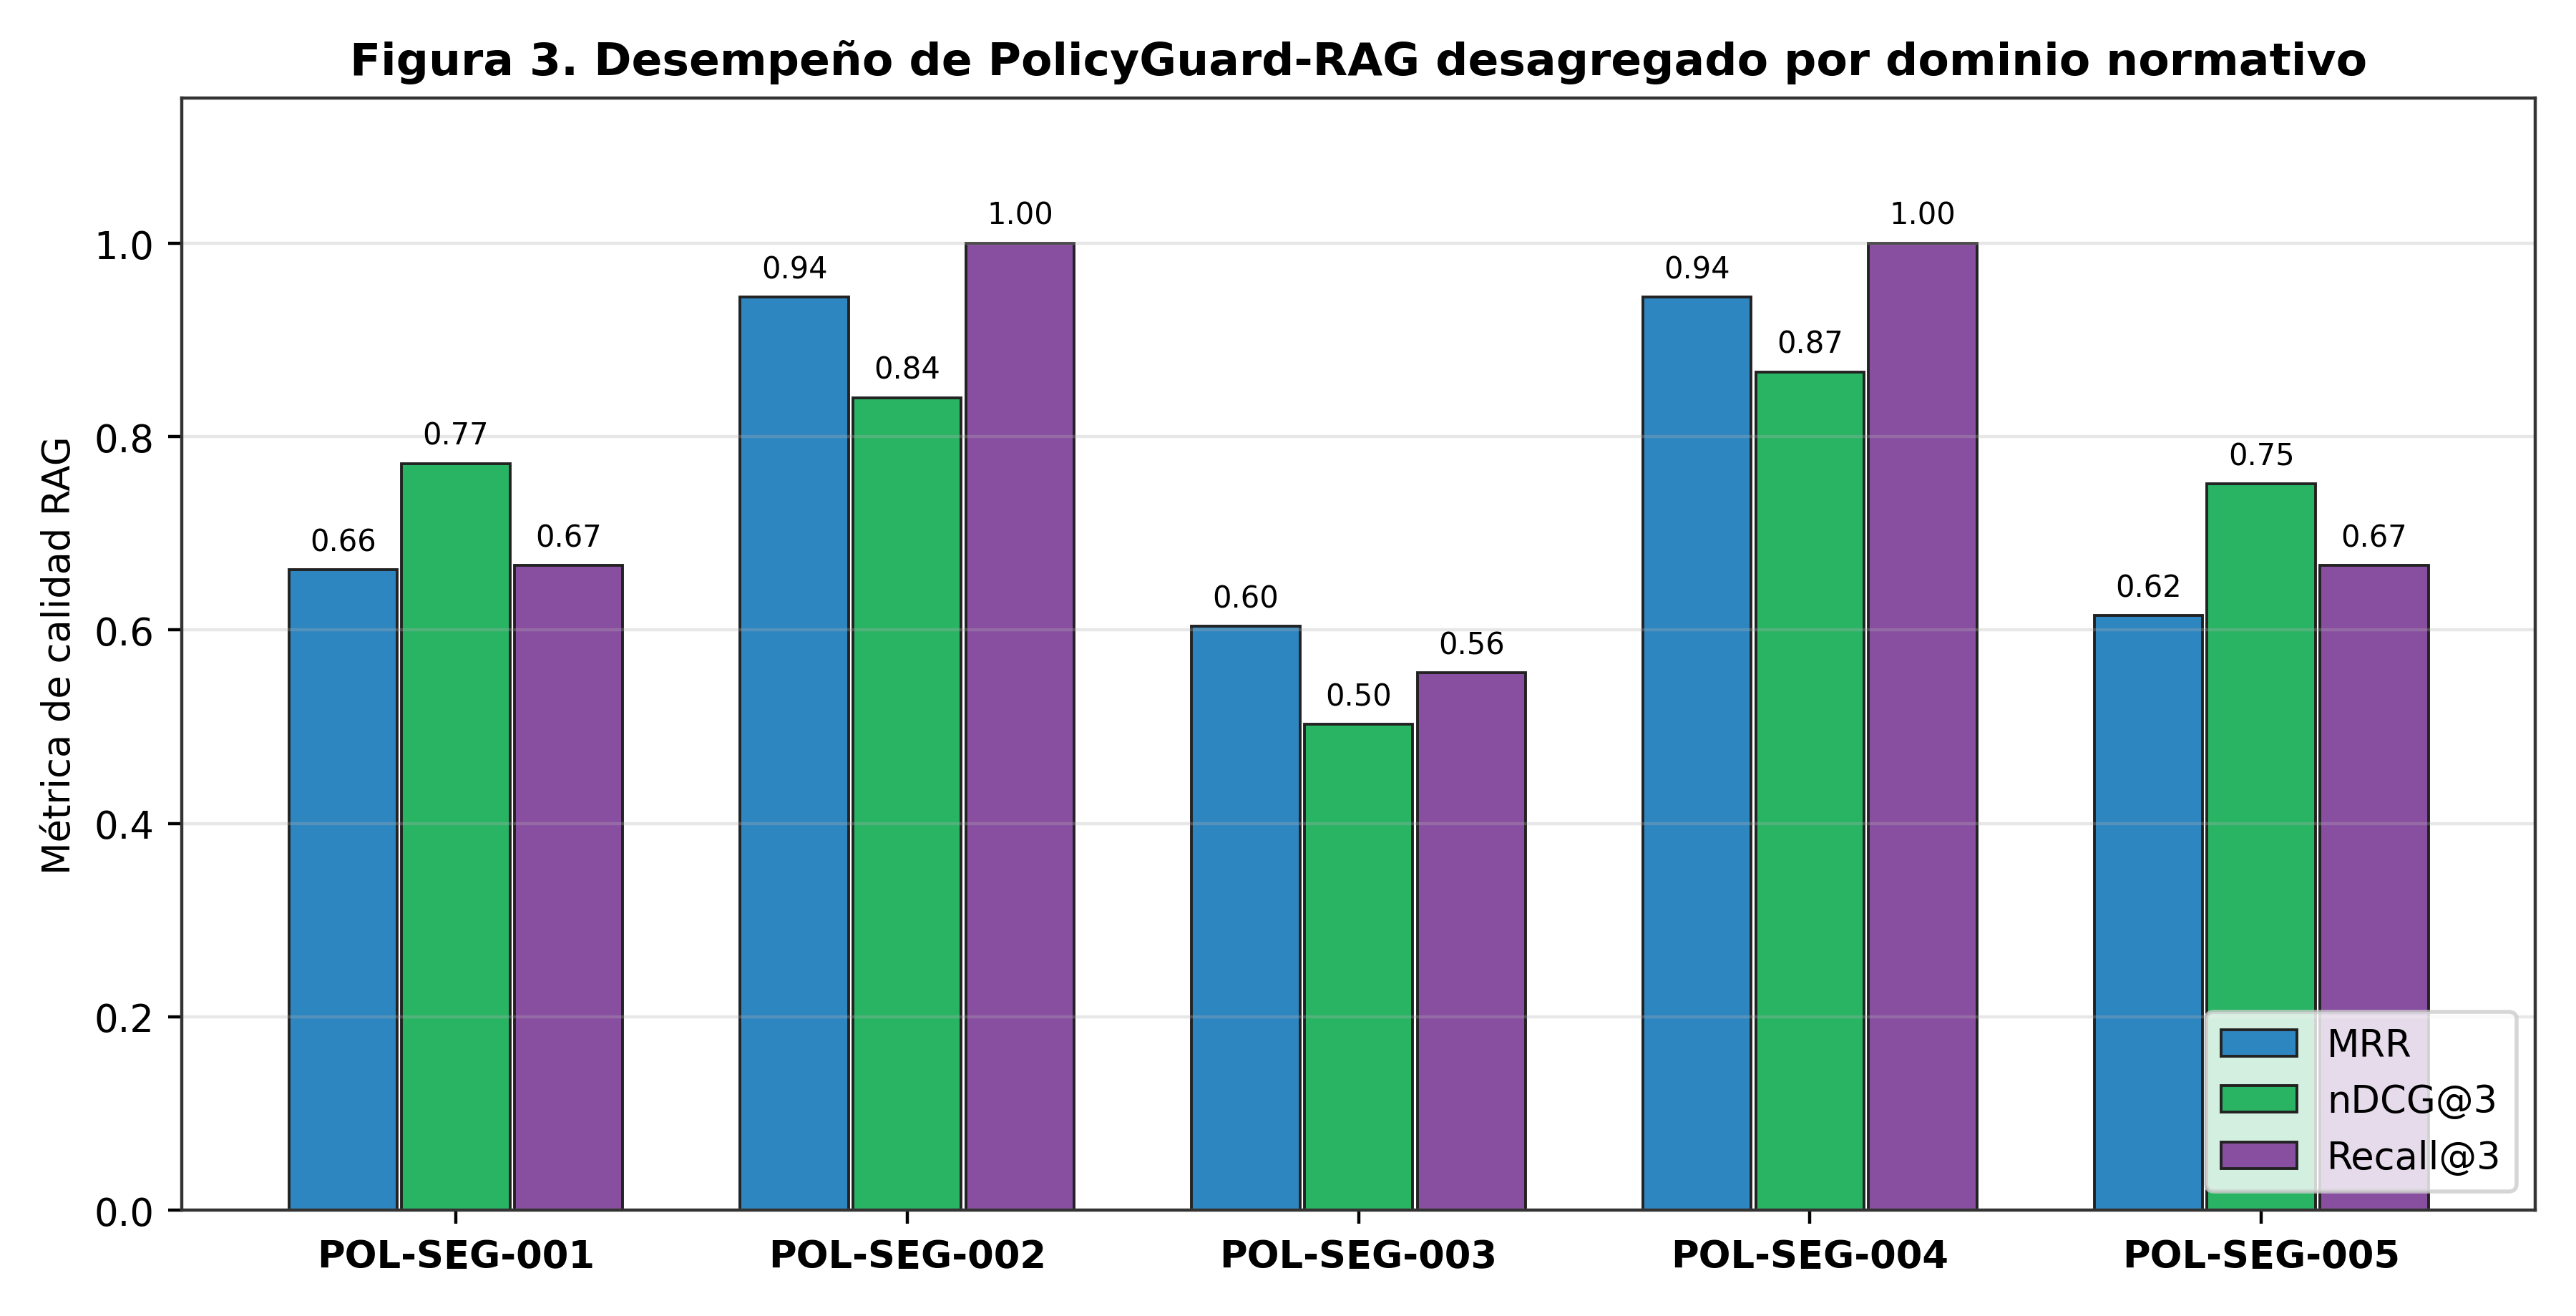 Figura 3. Desempeño de PolicyGuard-RAG desagregado por dominio normativo
Métrica de calidad RAG
1.0
0.8
0.6
0.4
0.2
0.0
0.66
0.77
0.67
0.94
0.84
1.00
0.60
0.50
0.56
0.94
0.87
1.00
0.62
0.75
0.67
MRR
nDCG@3
Recall@3
POL-SEG-001
POL-SEG-002
POL-SEG-003
POL-SEG-004
POL-SEG-005